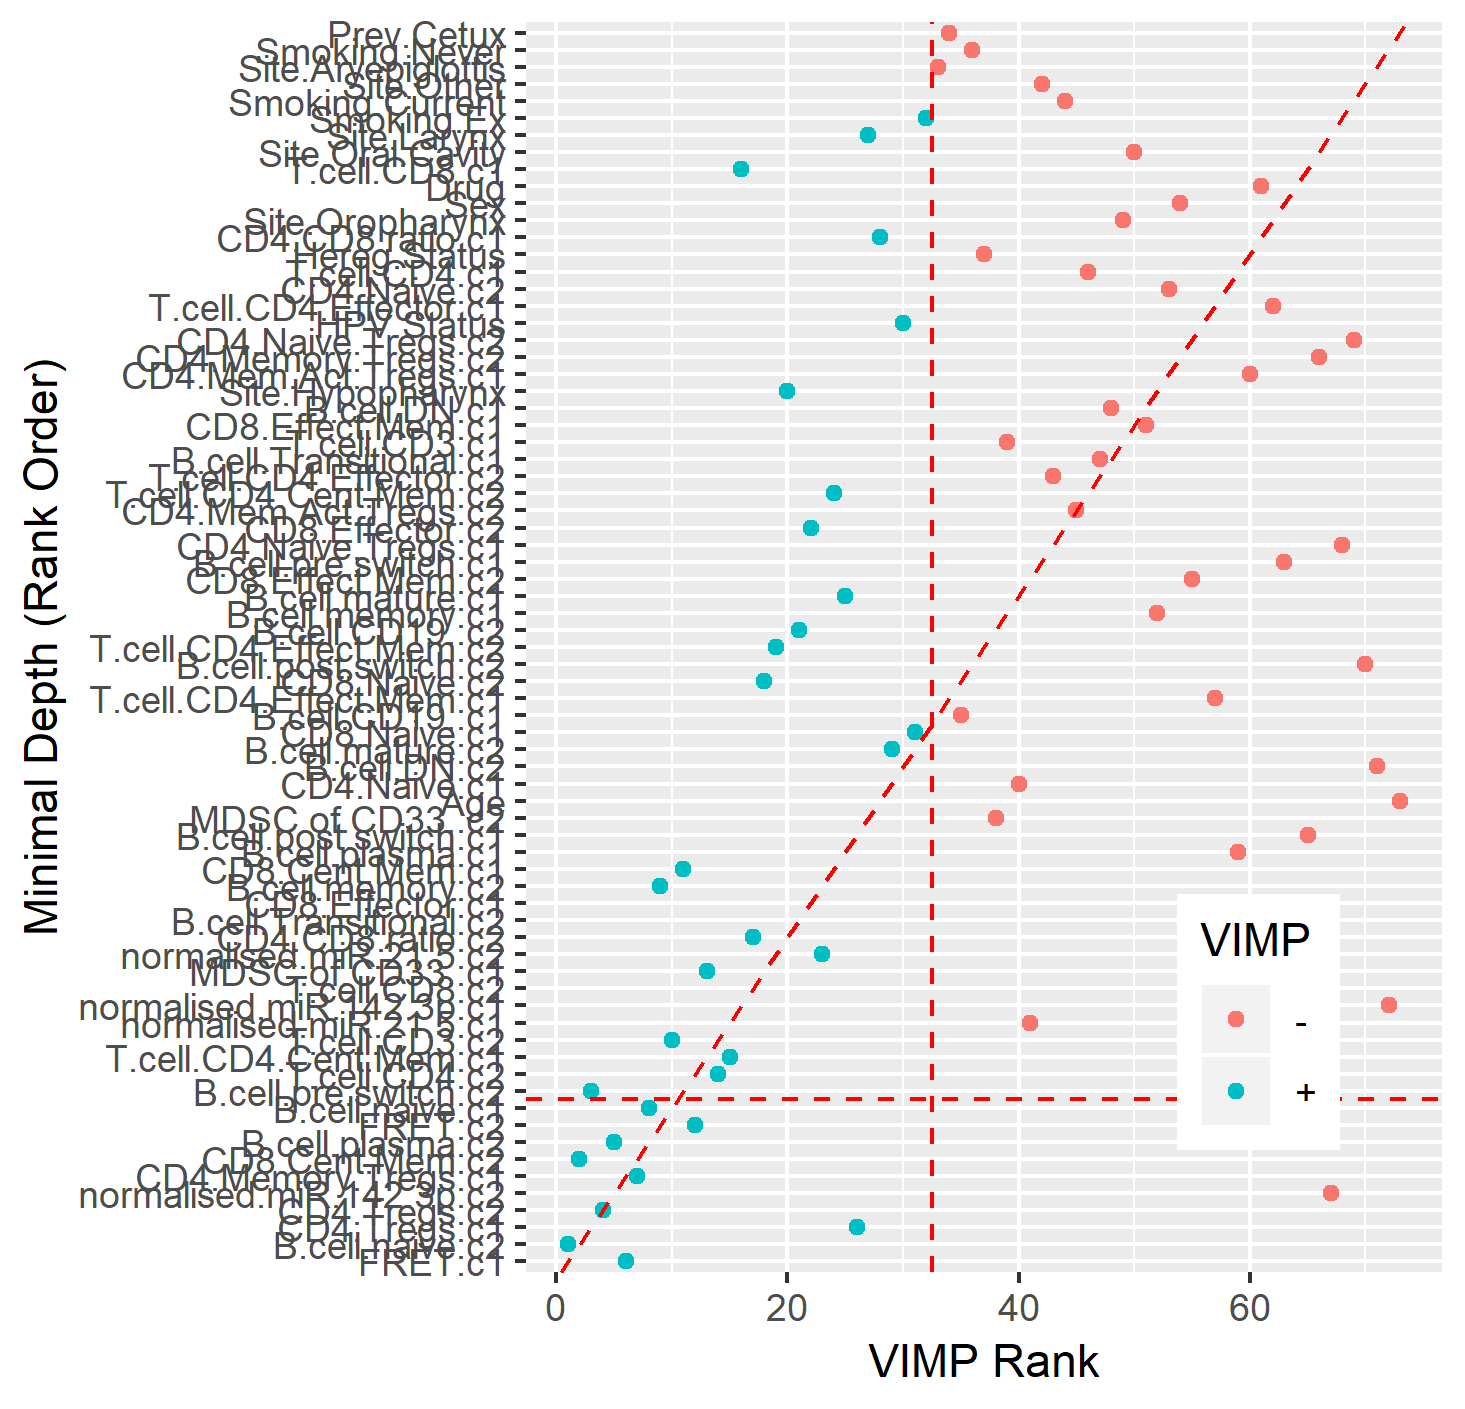 Prev.Cetux
Smoking.Never
Site.Aryepiglottis
Site.Other
Smoking.Current
Smoking.Ex
Site.Larynx
Site.Oral.Cavity
T.cell.CD8.c1
Drug
Sex
Site.Oropharynx
CD4.CD8.ratio.c1
Hereg.Status
T.cell.CD4.c1
CD4.Naive.c2
T.cell.CD4.Effector.c1
HPV.Status
CD4.Naive.Tregs.c2
CD4.Memory.Tregs.c2
CD4.Mem.Act.Tregs.c1
Site.Hypopharynx
B.cell.DN.c1
CD8.Effect.Mem.c1
T.cell.CD3.c1
B.cell.Transitional.c1
T.cell.CD4.Effector.c2
T.cell.CD4.Cent.Mem.c2
CD4.Mem.Act.Tregs.c2
CD8.Effector.c2
CD4.Naive.Tregs.c1
B.cell.pre.switch.c1
CD8.Effect.Mem.c2
B.cell.mature.c1
B.cell.memory.c1
B.cell.CD19..c2
T.cell.CD4.Effect.Mem.c2
B.cell.post.switch.c2
CD8.Naive.c2
T.cell.CD4.Effect.Mem.c1
B.cell.CD19..c1
CD8.Naive.c1
B.cell.mature.c2
B.cell.DN.c2
CD4.Naive.c1
Age
MDSC.of.CD33..c2
B.cell.post.switch.c1
B.cell.plasma.c1
CD8.Cent.Mem.c1
B.cell.memory.c2
CD8.Effector.c1
B.cell.Transitional.c2
CD4.CD8.ratio.c2
normalised.miR.21.5.c2
MDSC.of.CD33..c1
T.cell.CD8.c2
normalised.miR.142.3p.c1
normalised.miR.21.5.c1
T.cell.CD3.c2
T.cell.CD4.Cent.Mem.c1
T.cell.CD4.c2
B.cell.pre.switch.c2
B.cell.naive.c1
FRET.c2
B.cell.plasma.c2
CD8.Cent.Mem.c2
CD4.Memory.Tregs.c1
normalised.miR.142.3p.c2
CD4.Tregs.c2
CD4.Tregs.c1
B.cell.naive.c2
FRET.c1
Minimal Depth (Rank Order)
VIMP
-
+
0 20 40 60
VIMP Rank